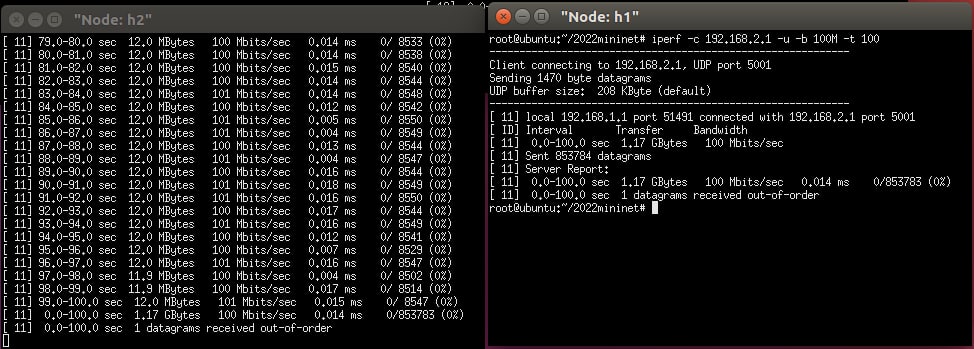 "Node: h2"
[ 11] 79.0-80.0 sec  12.0 MBytes   100 Mbits/sec   0.014 ms    0/ 8533 (0%)
[ 11] 80.0-81.0 sec  12.0 MBytes   100 Mbits/sec   0.014 ms    0/ 8538 (0%)
[ 11] 81.0-82.0 sec  12.0 MBytes   100 Mbits/sec   0.015 ms    0/ 8540 (0%)
[ 11] 82.0-83.0 sec  12.0 MBytes   100 Mbits/sec   0.014 ms    0/ 8544 (0%)
[ 11] 83.0-84.0 sec  12.0 MBytes   101 Mbits/sec   0.014 ms    0/ 8548 (0%)
[ 11] 84.0-85.0 sec  12.0 MBytes   100 Mbits/sec   0.012 ms    0/ 8542 (0%)
[ 11] 85.0-86.0 sec  12.0 MBytes   101 Mbits/sec   0.005 ms    0/ 8550 (0%)
[ 11] 86.0-87.0 sec  12.0 MBytes   101 Mbits/sec   0.004 ms    0/ 8549 (0%)
[ 11] 87.0-88.0 sec  12.0 MBytes   100 Mbits/sec   0.013 ms    0/ 8544 (0%)
[ 11] 88.0-89.0 sec  12.0 MBytes   101 Mbits/sec   0.004 ms    0/ 8547 (0%)
[ 11] 89.0-90.0 sec  12.0 MBytes   100 Mbits/sec   0.016 ms    0/ 8544 (0%)
[ 11] 90.0-91.0 sec  12.0 MBytes   101 Mbits/sec   0.018 ms    0/ 8549 (0%)
[ 11] 91.0-92.0 sec  12.0 MBytes   101 Mbits/sec   0.016 ms    0/ 8550 (0%)
[ 11] 92.0-93.0 sec  12.0 MBytes   100 Mbits/sec   0.017 ms    0/ 8544 (0%)
[ 11] 93.0-94.0 sec  12.0 MBytes   101 Mbits/sec   0.016 ms    0/ 8549 (0%)
[ 11] 94.0-95.0 sec  12.0 MBytes   100 Mbits/sec   0.012 ms    0/ 8541 (0%)
[ 11] 95.0-96.0 sec  12.0 MBytes   100 Mbits/sec   0.007 ms    0/ 8529 (0%)
[ 11] 96.0-97.0 sec  12.0 MBytes   101 Mbits/sec   0.016 ms    0/ 8547 (0%)
[ 11] 97.0-98.0 sec  11.9 MBytes   100 Mbits/sec   0.004 ms    0/ 8502 (0%)
[ 11] 98.0-99.0 sec  11.9 MBytes   100 Mbits/sec   0.017 ms    0/ 8514 (0%)
[ 11] 99.0-100.0 sec  12.0 MBytes   101 Mbits/sec   0.015 ms    0/ 8547 (0%)
[ 11]  0.0-100.0 sec  1.17 GBytes   100 Mbits/sec   0.017 ms    0/853783 (0%)
[ 11]  0.0-100.0 sec  1 datagrams received out-of-order
"Node: h1"
root@ubuntu:~/2022mininet# iperf -c 192.168.2.1 -u -b 100M -t 100
------------------------------------------------------------
Client connecting to 192.168.2.1, UDP port 5001
Sending 1470 byte datagrams
UDP buffer size:  208 KByte (default)
------------------------------------------------------------
[ 11] local 192.168.1.1 port 51491 connected with 192.168.2.1 port 5001
[ ID] Interval       Transfer     Bandwidth
[ 11]  0.0-100.0 sec  1.17 GBytes   100 Mbits/sec
[ 11] Sent 853784 datagrams
[ 11] Server Report:
[ 11]  0.0-100.0 sec  1.17 GBytes   100 Mbits/sec   0.014 ms    0/853783 (0%)
[ 11]  0.0-100.0 sec  1 datagrams received out-of-order
root@ubuntu:~/2022mininet#